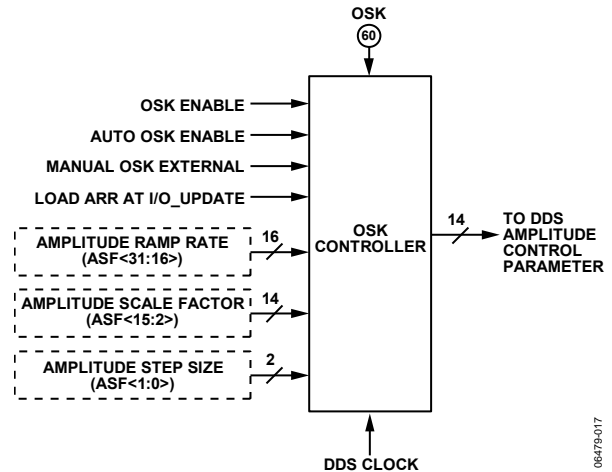 OSK
60
OSK ENABLE
AUTO OSK ENABLE
MANUAL OSK EXTERNAL
LOAD ARR AT I/O_UPDATE
AMPLITUDE RAMP RATE
(ASF<31:16>)
16
AMPLITUDE SCALE FACTOR
(ASF<15:2>)
14
AMPLITUDE STEP SIZE
(ASF<1:0>)
2
OSK
CONTROLLER
14
TO DDS
AMPLITUDE
CONTROL
PARAMETER
DDS CLOCK
06479-017